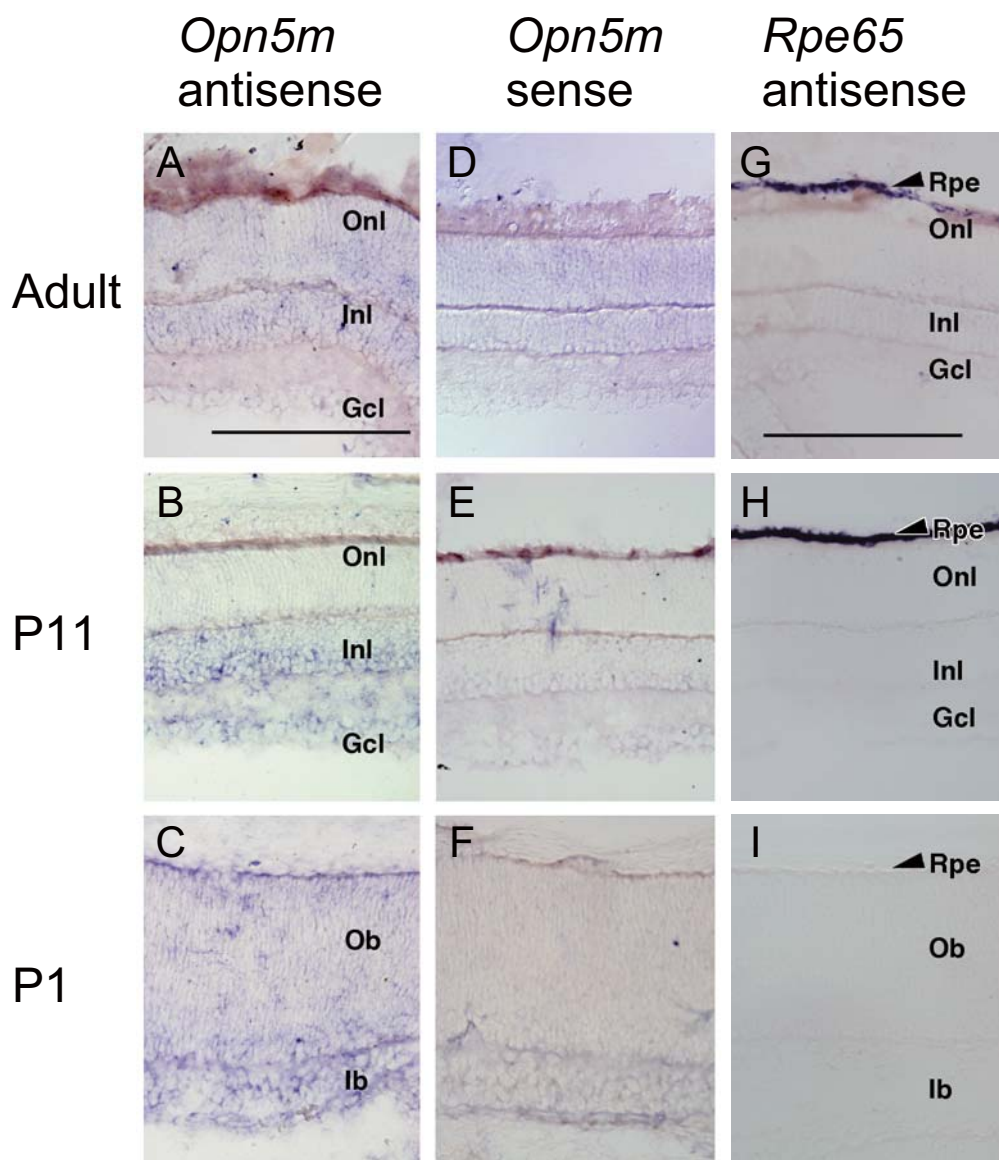 Opn5m Opn5m Rpe65
antisense sense antisense
A D G Rpe
Onl Onl
Adult
Inl Inl
Gcl Gcl
B E H Rpe
Onl Onl
P11
Inl Inl
Gcl Gcl
C F I Rpe
Ob Ob
P1
Ib Ib